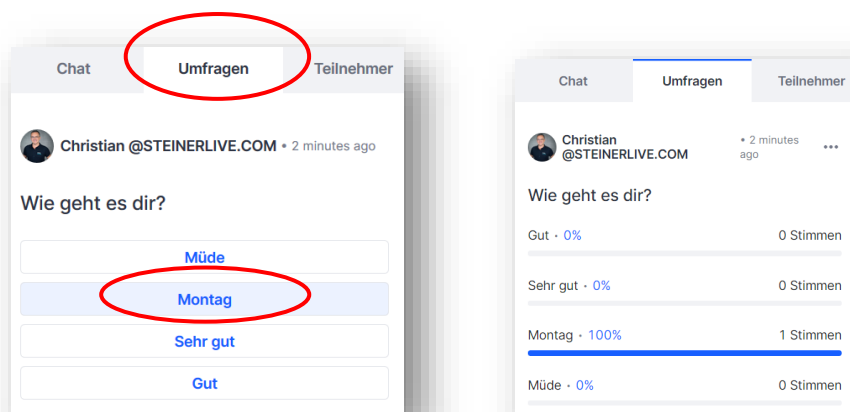 Chat Umfragen Teilnehmer
Christian @STEINERLIVE.COM • 2 minutes ago
Wie geht es dir?
Müde
Montag
Sehr gut
Gut
Chat Umfragen Teilnehmer
Christian • 2 minutes
@STEINERLIVE.COM ago
Wie geht es dir?
Gut • 0% 0 Stimmen
Sehr gut • 0% 0 Stimmen
Montag • 100% 1 Stimmen
Müde • 0% 0 Stimmen